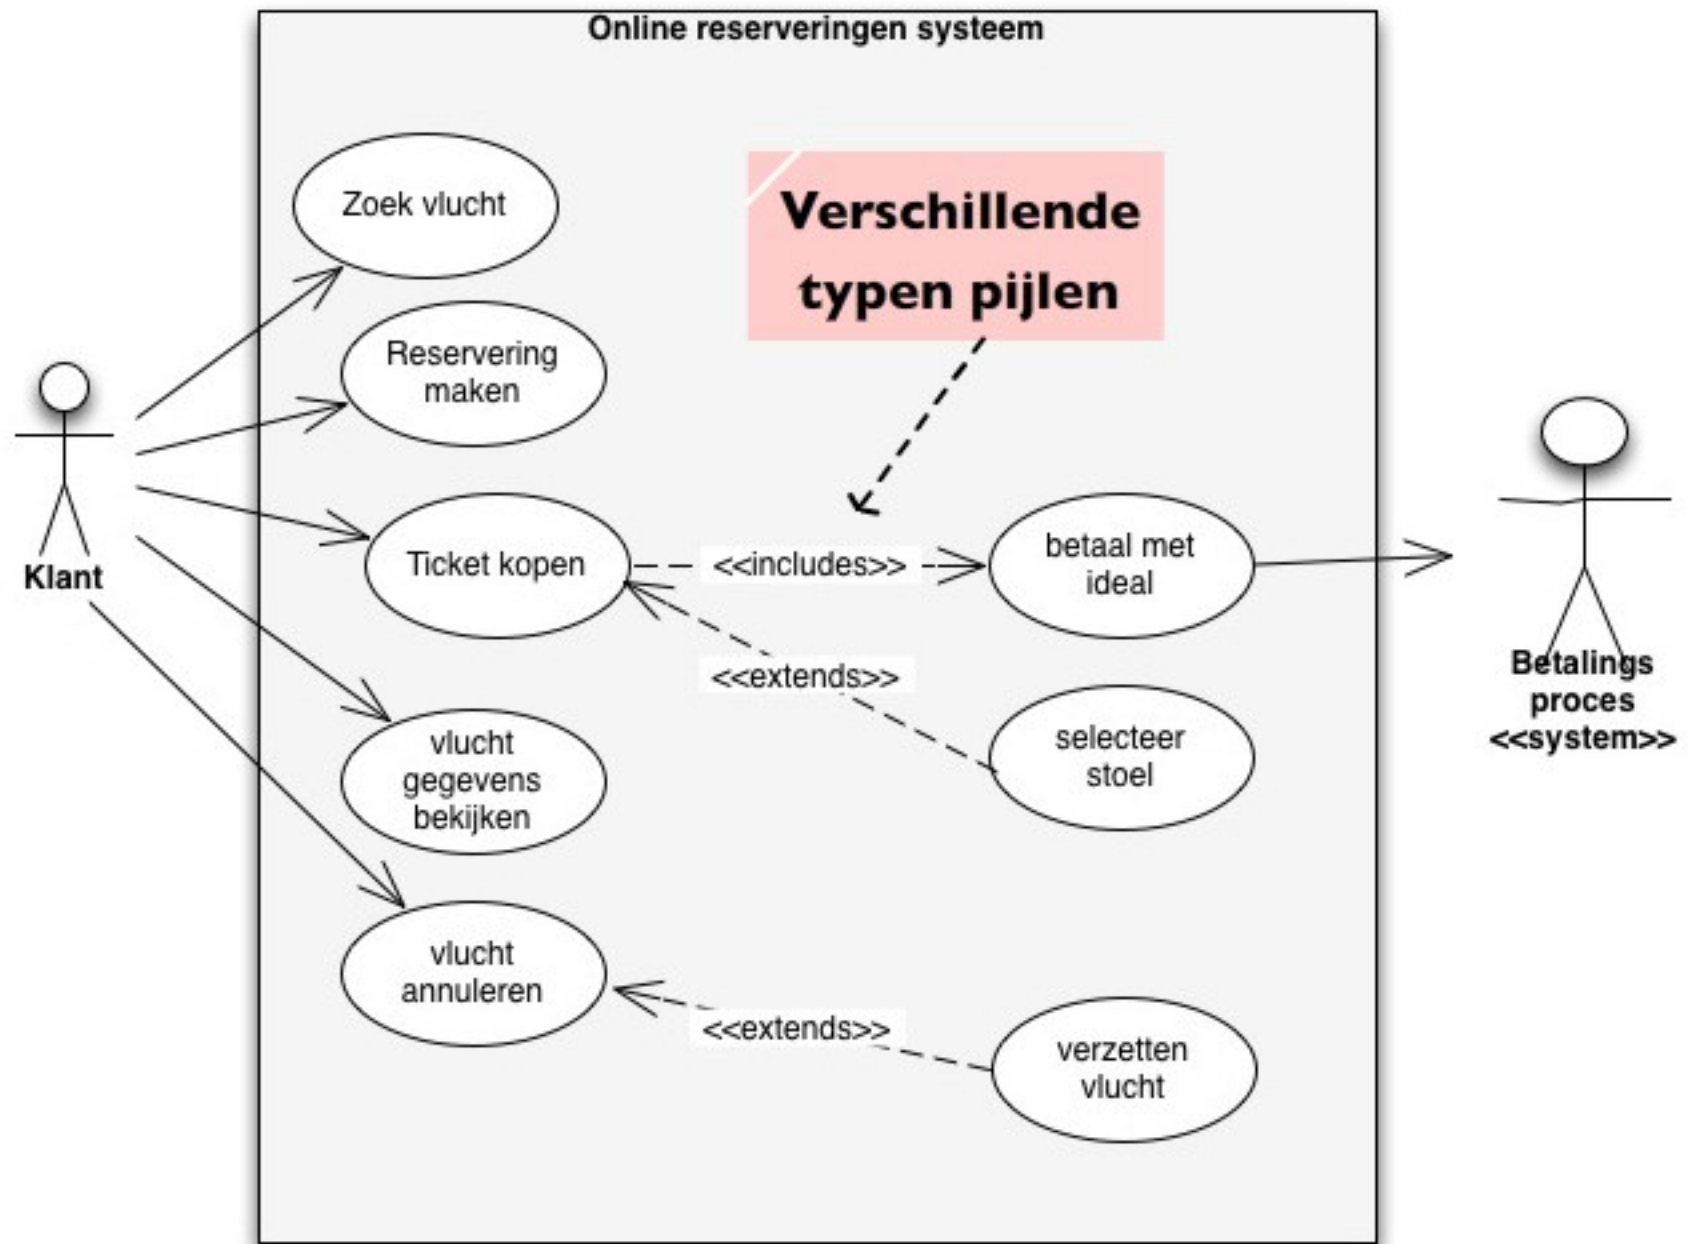 Online reserveringen systeem
Zoek vlucht
Verschillende
typen pijlen
Reservering
maken
Klant
Ticket kopen
<<includes>>
betaal met
ideal
<<extends>>
selecteer
stoel
Betalings
proces
<<system>>
vlucht
gegevens
bekijken
vlucht
annuleren
<<extends>>
verzetten
vlucht